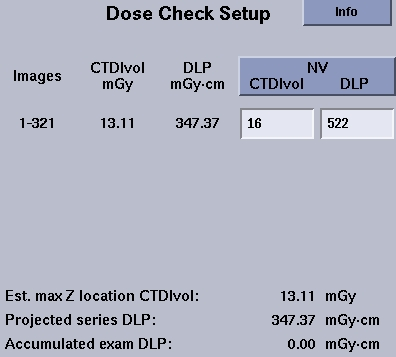 Dose Check Setup Info
Images CTDIvol mGy DLP mGy·cm NV CTDIvol DLP
1-321 13.11 347.37 16 522
Est. max Z location CTDIvol: 13.11 mGy
Projected series DLP: 347.37 mGy·cm
Accumulated exam DLP: 0.00 mGy·cm